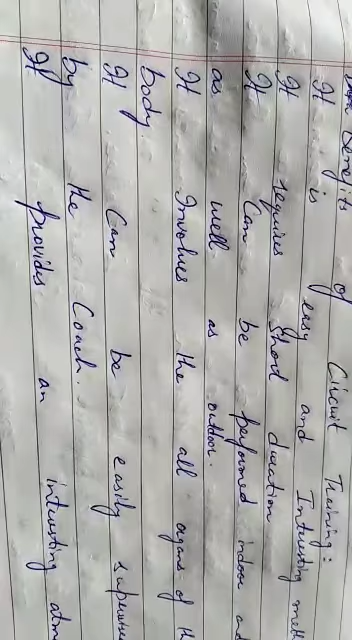 Benefits of Circuit Training:
It is easy and Interesting
It requires Short duration
It Can be performed indoor
as well as outdoor.
It Involves the all organs of
body.
It Can be easily
by the Coach.
It provides an interesting